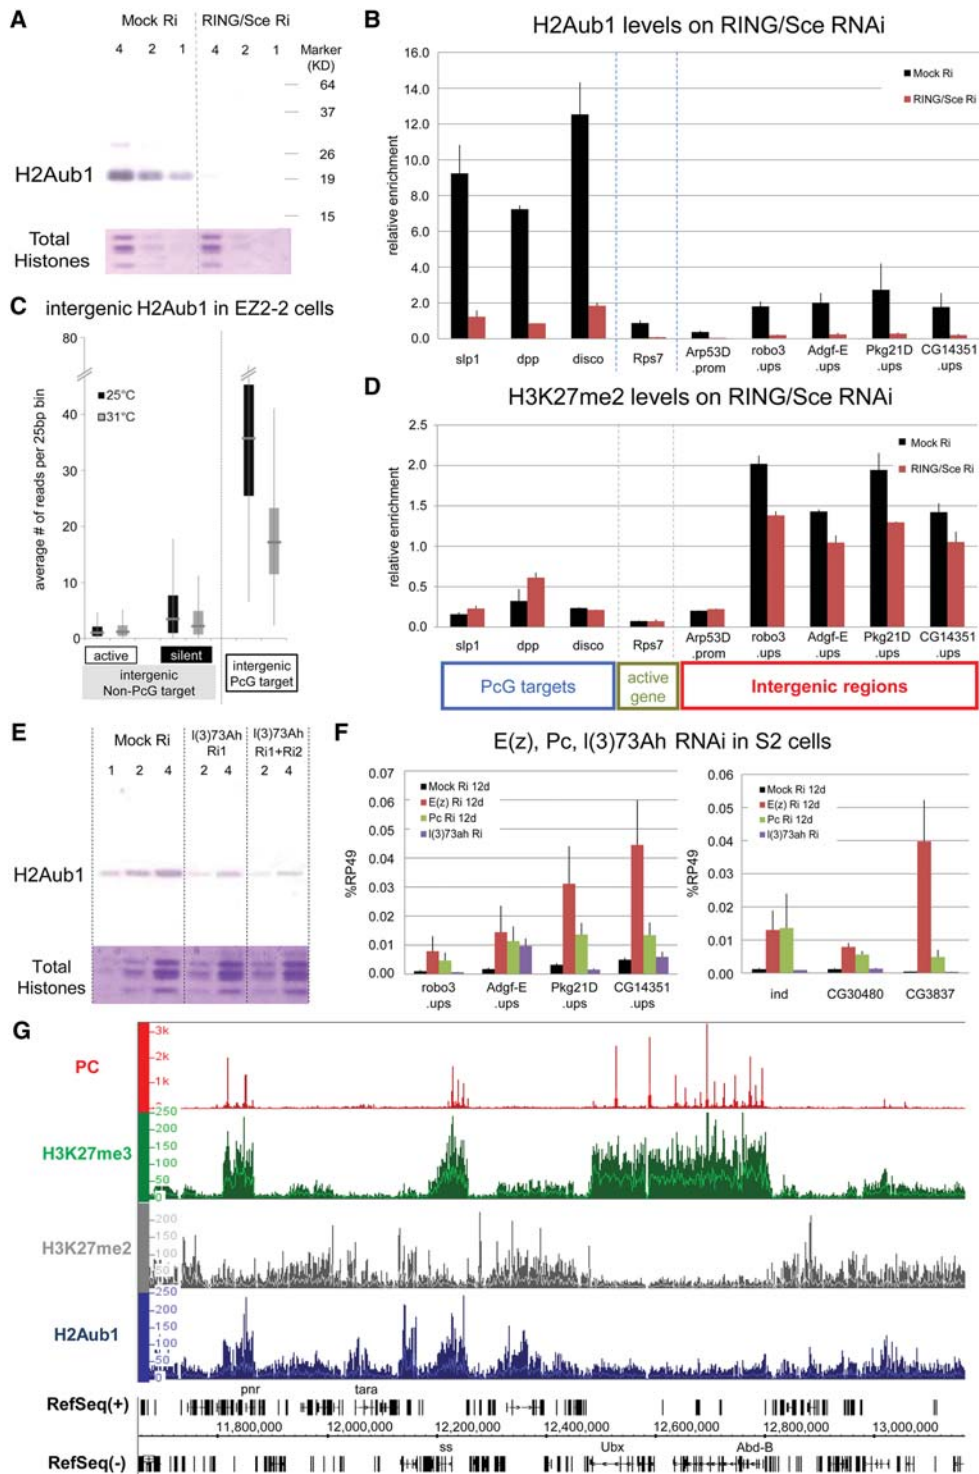 A
Mock Ri
RING/Sce Ri
4 2 1 4 2 1
Marker
(KD)
64
37
26
19
15
H2Aub1
Total
Histones
B
H2Aub1 levels on RING/Sce RNAi
relative enrichment
16.0
14.0
12.0
10.0
8.0
6.0
4.0
2.0
0.0
Mock Ri
RING/Sce Ri
slp1 dpp disco Rps7 Arp53D robo3 Adgf-E Pkg21D CG14351
.prom .ups .ups .ups .ups
C
intergenic H2Aub1 in EZ2-2 cells
average # of reads per 25bp bin
80
40
30
20
10
0
25°C
31°C
active
silent
intergenic
Non-PcG target
intergenic
PcG target
D
H3K27me2 levels on RING/Sce RNAi
relative enrichment
2.5
2.0
1.5
1.0
0.5
0.0
Mock Ri
RING/Sce Ri
slp1 dpp disco Rps7 Arp53D robo3 Adgf-E Pkg21D CG14351
.prom .ups .ups .ups .ups
PcG targets
active
gene
Intergenic regions
E
Mock Ri
l(3)73Ah
Ri1
l(3)73Ah
Ri1+Ri2
1 2 4 2 4 2 4
H2Aub1
Total
Histones
F
E(z), Pc, l(3)73Ah RNAi in S2 cells
%RP49
0.07
0.06
0.05
0.04
0.03
0.02
0.01
0.00
Mock Ri 12d
E(z) Ri 12d
Pc Ri 12d
l(3)73ah Ri
robo3 Adgf-E Pkg21D CG14351
.ups .ups .ups .ups
%RP49
0.06
0.05
0.04
0.03
0.02
0.01
0.00
Mock Ri 12d
E(z) Ri 12d
Pc Ri 12d
l(3)73ah Ri
ind CG30480 CG3837
G
PC
3k
2k
1k
H3K27me3
250
200
150
100
50
0
H3K27me2
200
150
100
50
0
H2Aub1
250
200
150
100
50
0
pnr tara
RefSeq(+)
11,800,000 12,000,000 12,200,000 12,400,000 12,600,000 12,800,000 13,000,000
ss Ubx Abd-B
RefSeq(-)